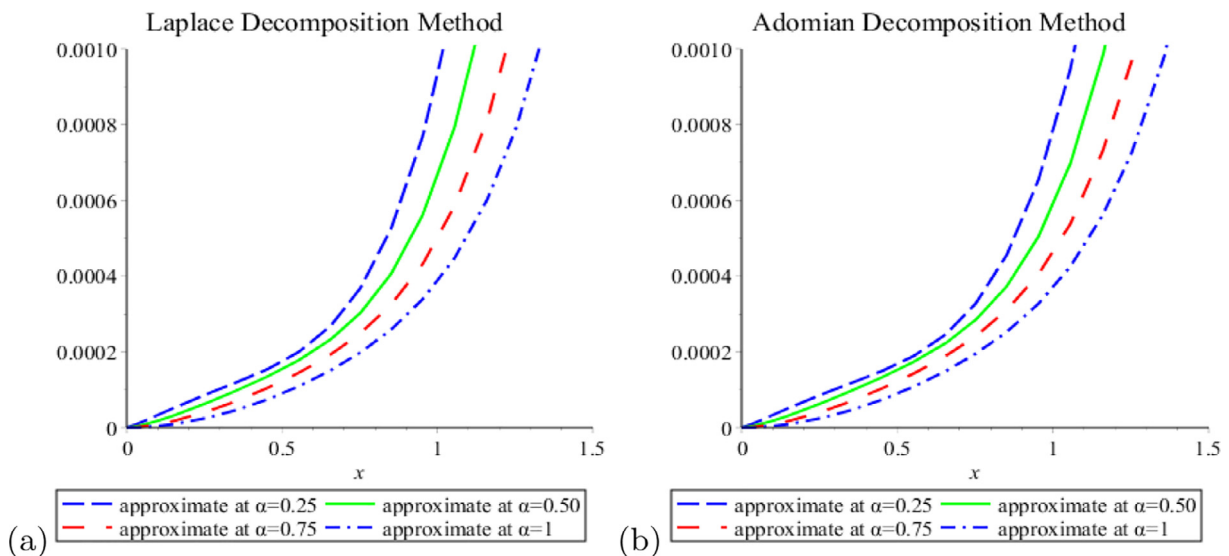 Laplace Decomposition Method
0.0010
0.0008
0.0006
0.0004
0.0002
0
0
0.5
1
1.5
x
approximate at α=0.25 approximate at α=0.50
approximate at α=0.75 approximate at α=1
(a)
Adomian Decomposition Method
0.0010
0.0008
0.0006
0.0004
0.0002
0
0
0.5
1
1.5
x
approximate at α=0.25 approximate at α=0.50
approximate at α=0.75 approximate at α=1
(b)